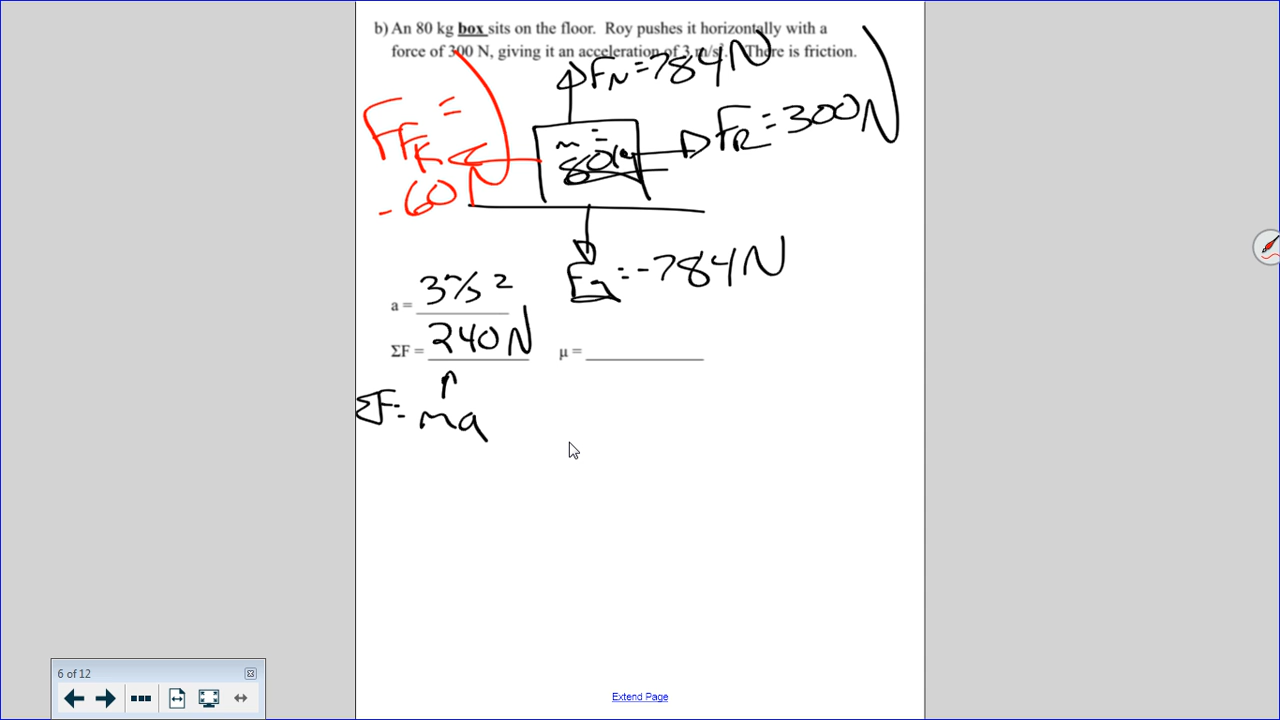 b) An 80 kg box sits on the floor. Roy pushes it horizontally with a
force of 300 N, giving it an acceleration of 3 m/s². There is friction.
FN = 784N
FR = 300N
FFK =
-60N
m =
80kg
Fg = -784N
a = 3 m/s²
ΣF = 240N
μ =
ΣF = ma
6 of 12
Extend Page